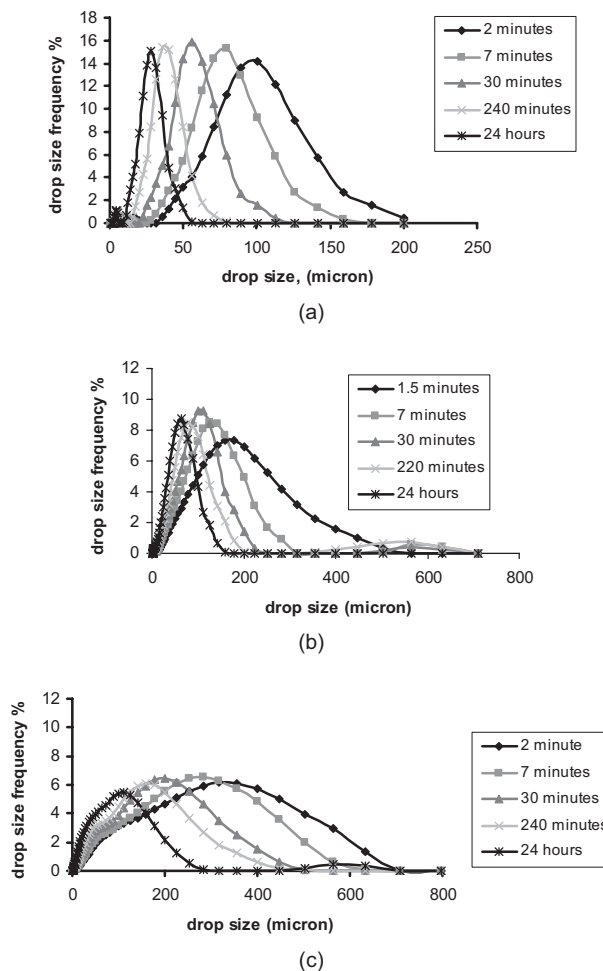 18
16
14
12
10
8
6
4
2
0
drop size frequency %
0 50 100 150 200 250
drop size, (micron)
2 minutes
7 minutes
30 minutes
240 minutes
24 hours
(a)
12
10
8
6
4
2
0
drop size frequency %
0 200 400 600 800
drop size (micron)
1.5 minutes
7 minutes
30 minutes
220 minutes
24 hours
(b)
12
10
8
6
4
2
0
drop size frequency %
0 200 400 600 800
drop size (micron)
2 minute
7 minutes
30 minutes
240 minutes
24 hours
(c)